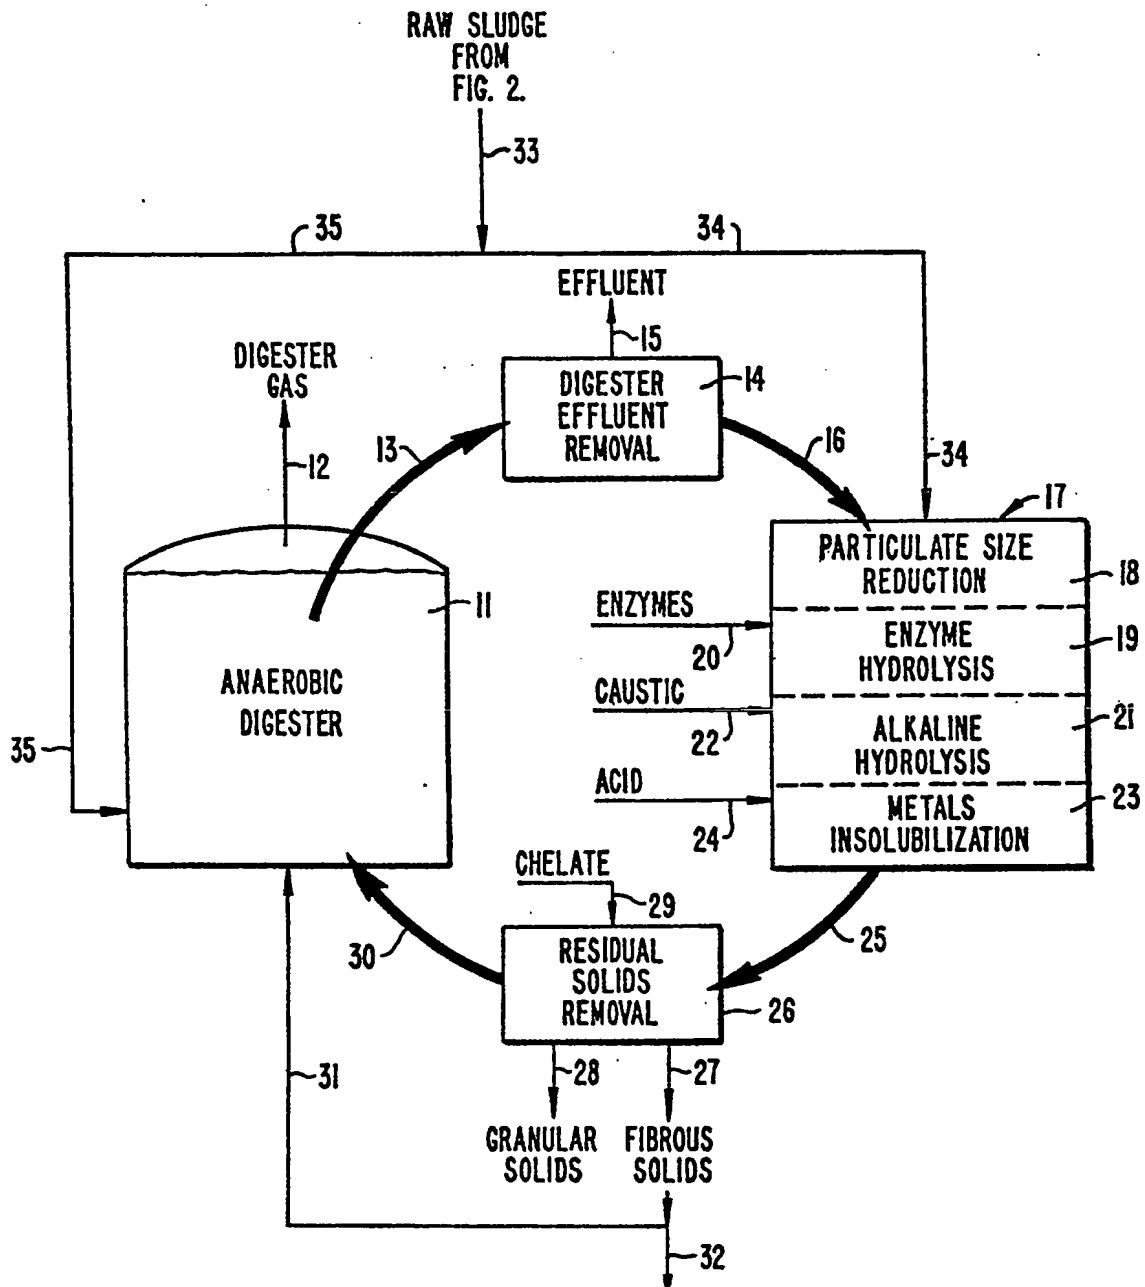 RAW SLUDGE
FROM
FIG. 2.
33
35
34
EFFLUENT
15
DIGESTER
GAS
12
13
DIGESTER
EFFLUENT
REMOVAL
14
16
34
17
PARTICULATE SIZE
REDUCTION
18
11
ENZYMES
20
ENZYME
HYDROLYSIS
19
ANAEROBIC
DIGESTER
CAUSTIC
22
ALKALINE
HYDROLYSIS
21
35
ACID
24
METALS
INSOLUBILIZATION
23
CHELATE
29
30
25
RESIDUAL
SOLIDS
REMOVAL
26
31
28
27
GRANULAR
SOLIDS
FIBROUS
SOLIDS
32